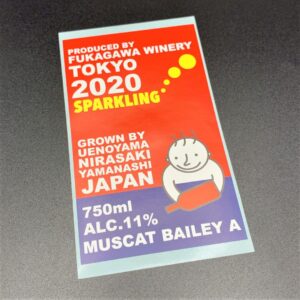 PRODUCED BY
FUKAGAWA WINERY
TOKYO
2020
SPARKLING
GROWN BY
UENOYAMA
NIRASAKI
YAMANASHI
JAPAN
750ml
ALC.11%
MUSCAT BAILEY A